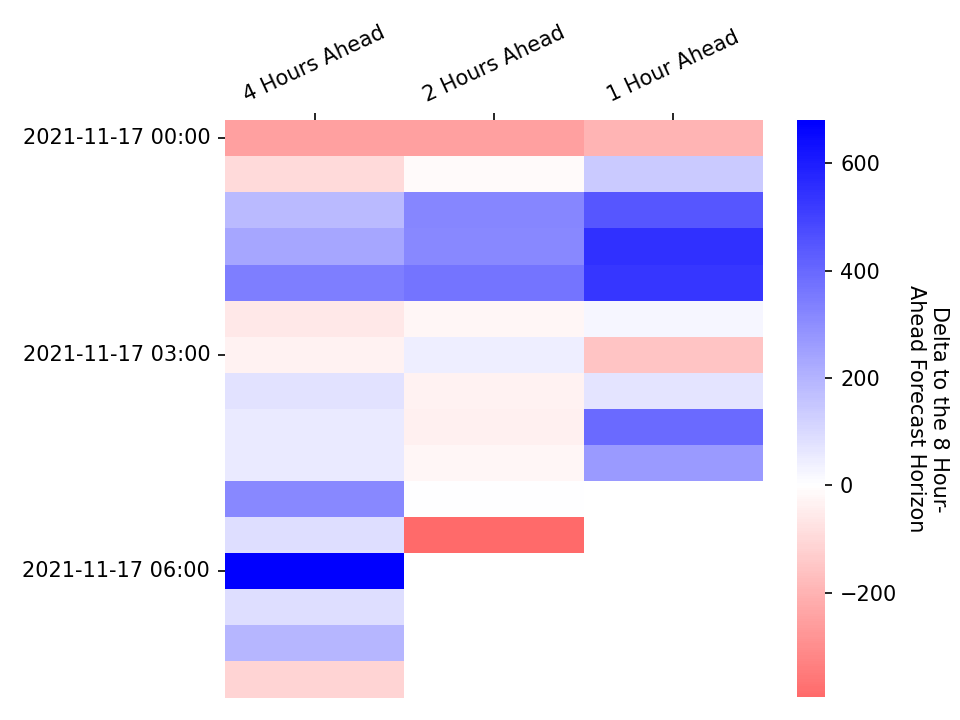 4 Hours Ahead
2 Hours Ahead
1 Hour Ahead
2021-11-17 00:00
2021-11-17 03:00
2021-11-17 06:00
600
400
200
0
−200
Delta to the 8 Hour-
Ahead Forecast Horizon